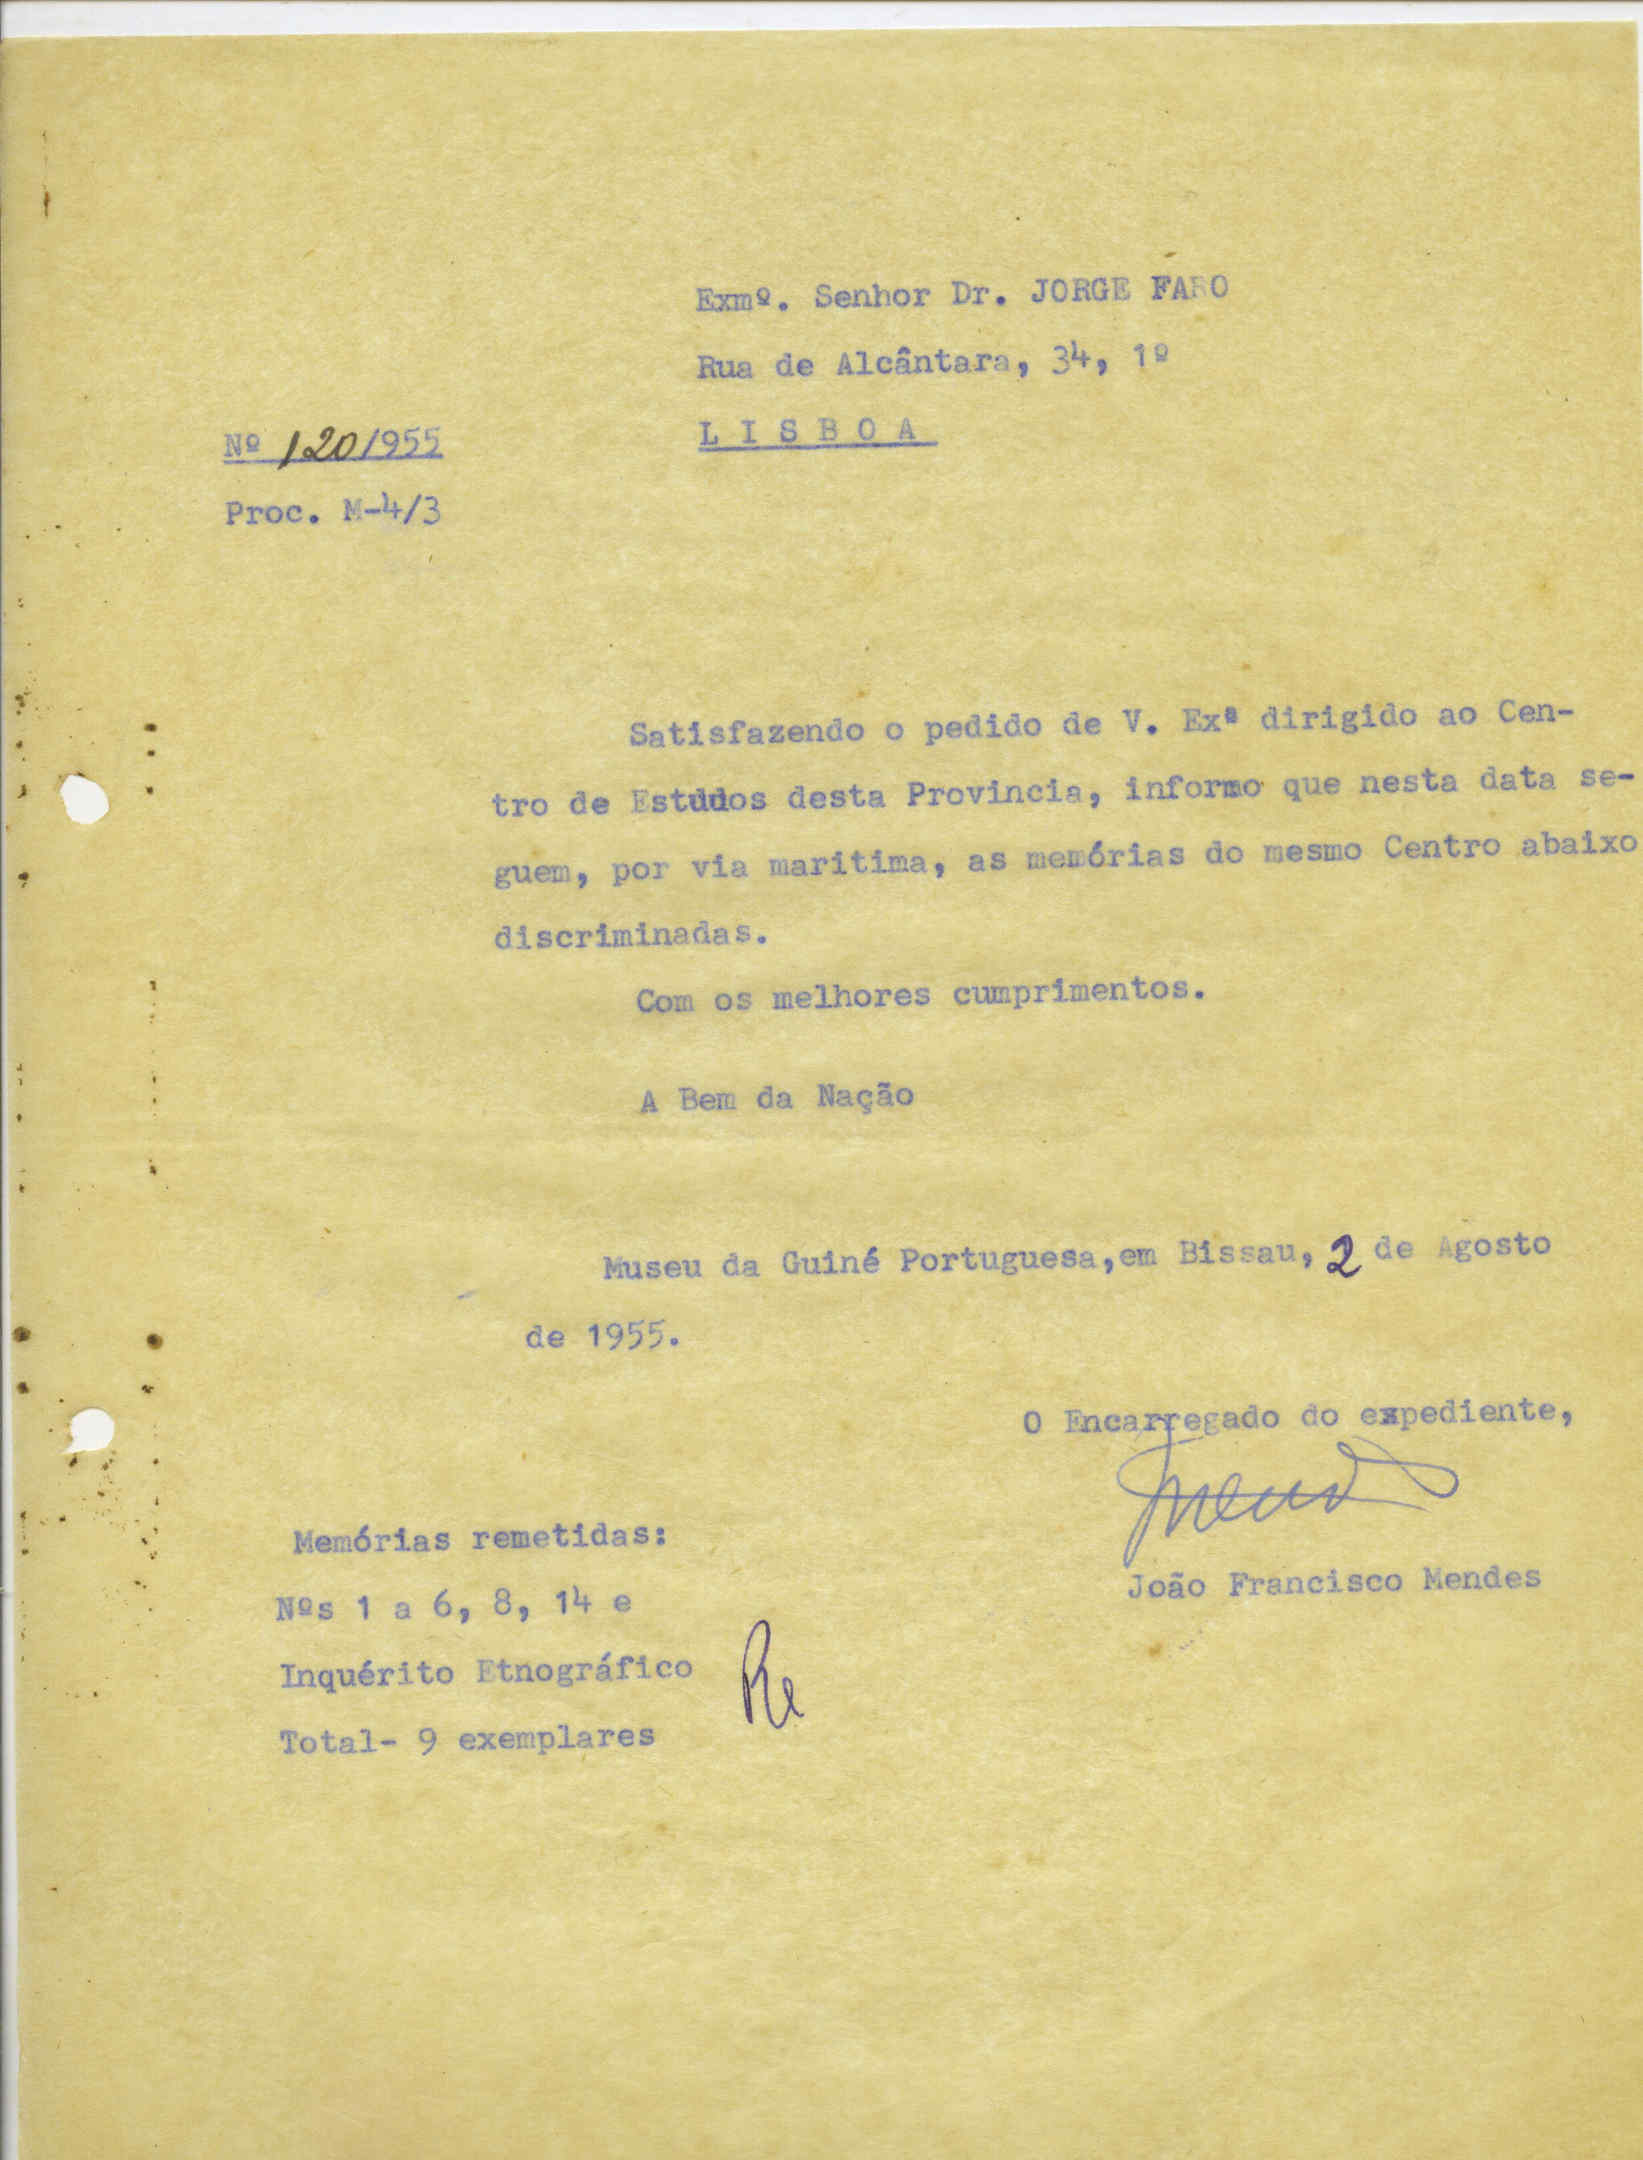 Exmº. Senhor Dr. JORGE FARO
Rua de Alcântara, 34, 1º
LISBOA
Nº 120/955
Proc. M-4/3
Satisfazendo o pedido de V. Exª dirigido ao Cen-
tro de Estudos desta Provincia, informo que nesta data se-
guem, por via maritima, as memórias do mesmo Centro abaixo
discriminadas.
Com os melhores cumprimentos.
A Bem da Nação
Museu da Guiné Portuguesa,em Bissau, 2 de Agosto
de 1955.
O Encarregado do expediente,
João Francisco Mendes
Memórias remetidas:
Nºs 1 a 6, 8, 14 e
Inquérito Etnográfico
Total- 9 exemplares